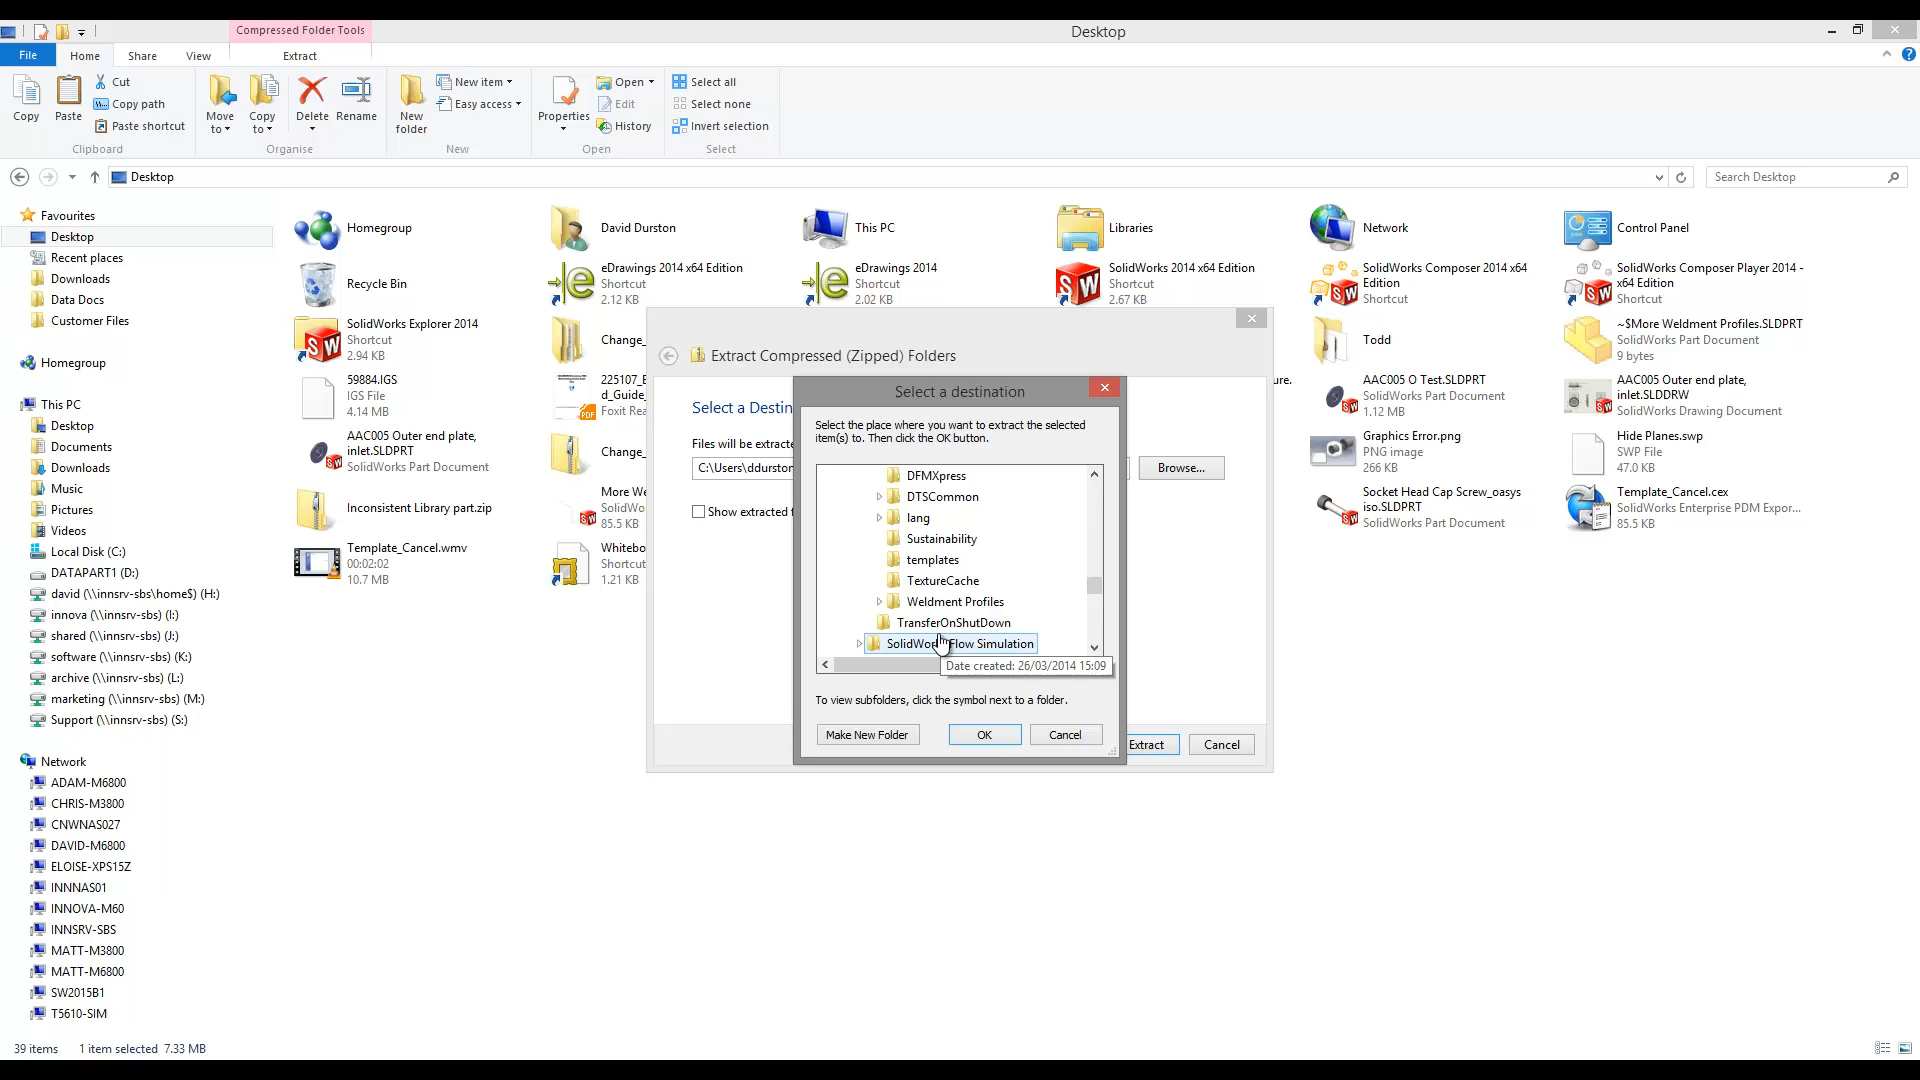 Compressed Folder Tools
Desktop
File
Home
Share
View
Extract
Copy
Paste
Cut
Copy path
Paste shortcut
Clipboard
Move to
Copy to
Delete
Rename
Organise
New folder
New item
Easy access
New
Properties
Open
Edit
History
Open
Select all
Select none
Invert selection
Select
Desktop
Search Desktop
Favourites
Desktop
Recent places
Downloads
Data Docs
Customer Files
Homegroup
This PC
Desktop
Documents
Downloads
Music
Pictures
Videos
Local Disk (C:)
DATAPART1 (D:)
david (\\innsrv-sbs\home$) (H:)
innova (\\innsrv-sbs) (I:)
shared (\\innsrv-sbs) (J:)
software (\\innsrv-sbs) (K:)
archive (\\innsrv-sbs) (L:)
marketing (\\innsrv-sbs) (M:)
Support (\\innsrv-sbs) (S:)
Network
ADAM-M6800
CHRIS-M3800
CNWNAS027
DAVID-M6800
ELOISE-XPS15Z
INNNAS01
INNOVA-M60
INNSRV-SBS
MATT-M3800
MATT-M6800
SW2015B1
T5610-SIM
Homegroup
David Durston
This PC
Libraries
Network
Control Panel
Recycle Bin
eDrawings 2014 x64 Edition
Shortcut
2.12 KB
eDrawings 2014
Shortcut
2.02 KB
SolidWorks 2014 x64 Edition
Shortcut
2.67 KB
SolidWorks Composer 2014 x64
Edition
Shortcut
SolidWorks Composer Player 2014 -
x64 Edition
Shortcut
SolidWorks Explorer 2014
Shortcut
2.94 KB
Change_
Todd
~$More Weldment Profiles.SLDPRT
SolidWorks Part Document
9 bytes
59884.IGS
IGS File
4.14 MB
225107_E
d_Guide_
Foxit Rea
ure.
AAC005 O Test.SLDPRT
SolidWorks Part Document
1.12 MB
AAC005 Outer end plate,
inlet.SLDDRW
SolidWorks Drawing Document
AAC005 Outer end plate,
inlet.SLDPRT
SolidWorks Part Document
Change_
Graphics Error.png
PNG image
266 KB
Hide Planes.swp
SWP File
47.0 KB
Inconsistent Library part.zip
More We
SolidWo
85.5 KB
Socket Head Cap Screw_oasys
iso.SLDPRT
SolidWorks Part Document
Template_Cancel.cex
SolidWorks Enterprise PDM Expor...
85.5 KB
Template_Cancel.wmv
00:02:02
10.7 MB
Whitebo
Shortcut
1.21 KB
Extract Compressed (Zipped) Folders
Select a Destin
Files will be extracte
C:\Users\ddurston
Browse...
Show extracted f
Extract
Cancel
Select a destination
Select the place where you want to extract the selected
item(s) to. Then click the OK button.
DFMXpress
DTSCommon
lang
Sustainability
templates
TextureCache
Weldment Profiles
TransferOnShutDown
SolidWor Flow Simulation
Date created: 26/03/2014 15:09
To view subfolders, click the symbol next to a folder.
Make New Folder
OK
Cancel
39 items
1 item selected 7.33 MB